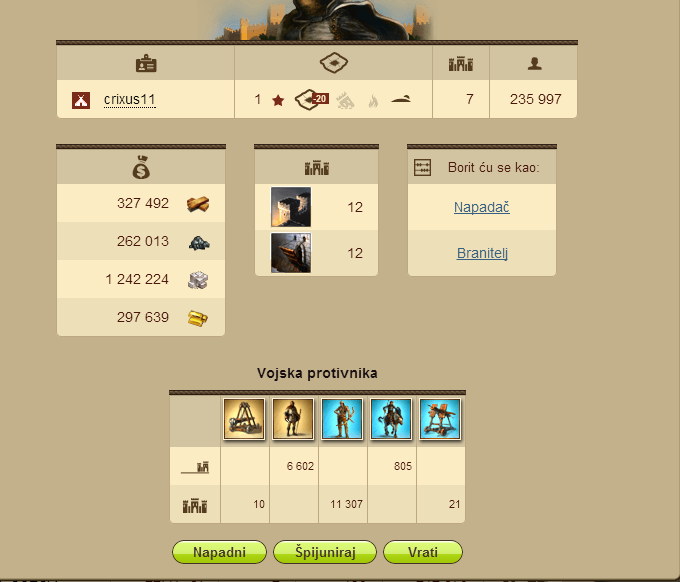 crixus11 1 -20 7 235 997
Borit ću se kao:
327 492 12 Napadač
262 013 12 Branitelj
1 242 224
297 639
Vojska protivnika
6 602 805
10 11 307 21
Napadni Špijuniraj Vrati